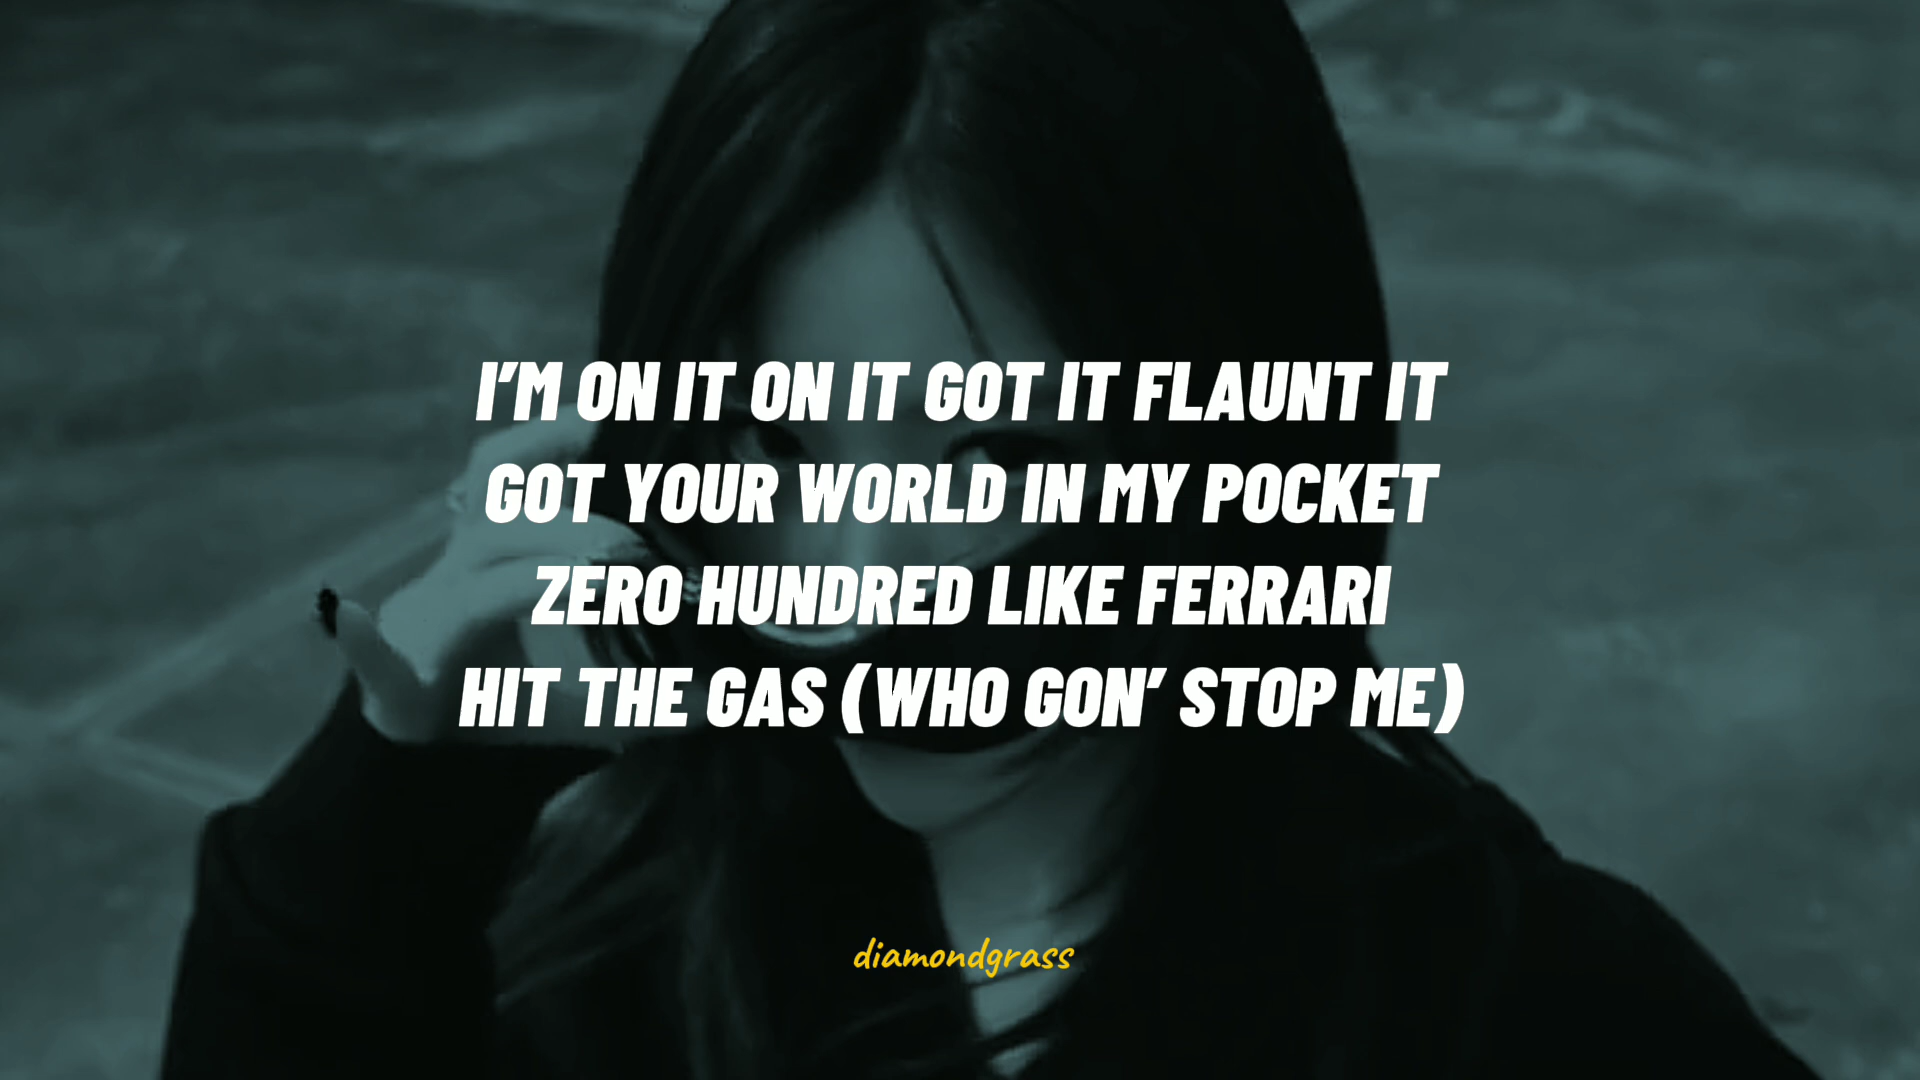 I'M ON IT ON IT GOT IT FLAUNT IT
GOT YOUR WORLD IN MY POCKET
ZERO HUNDRED LIKE FERRARI
HIT THE GAS (WHO GON' STOP ME)
diamondgrass